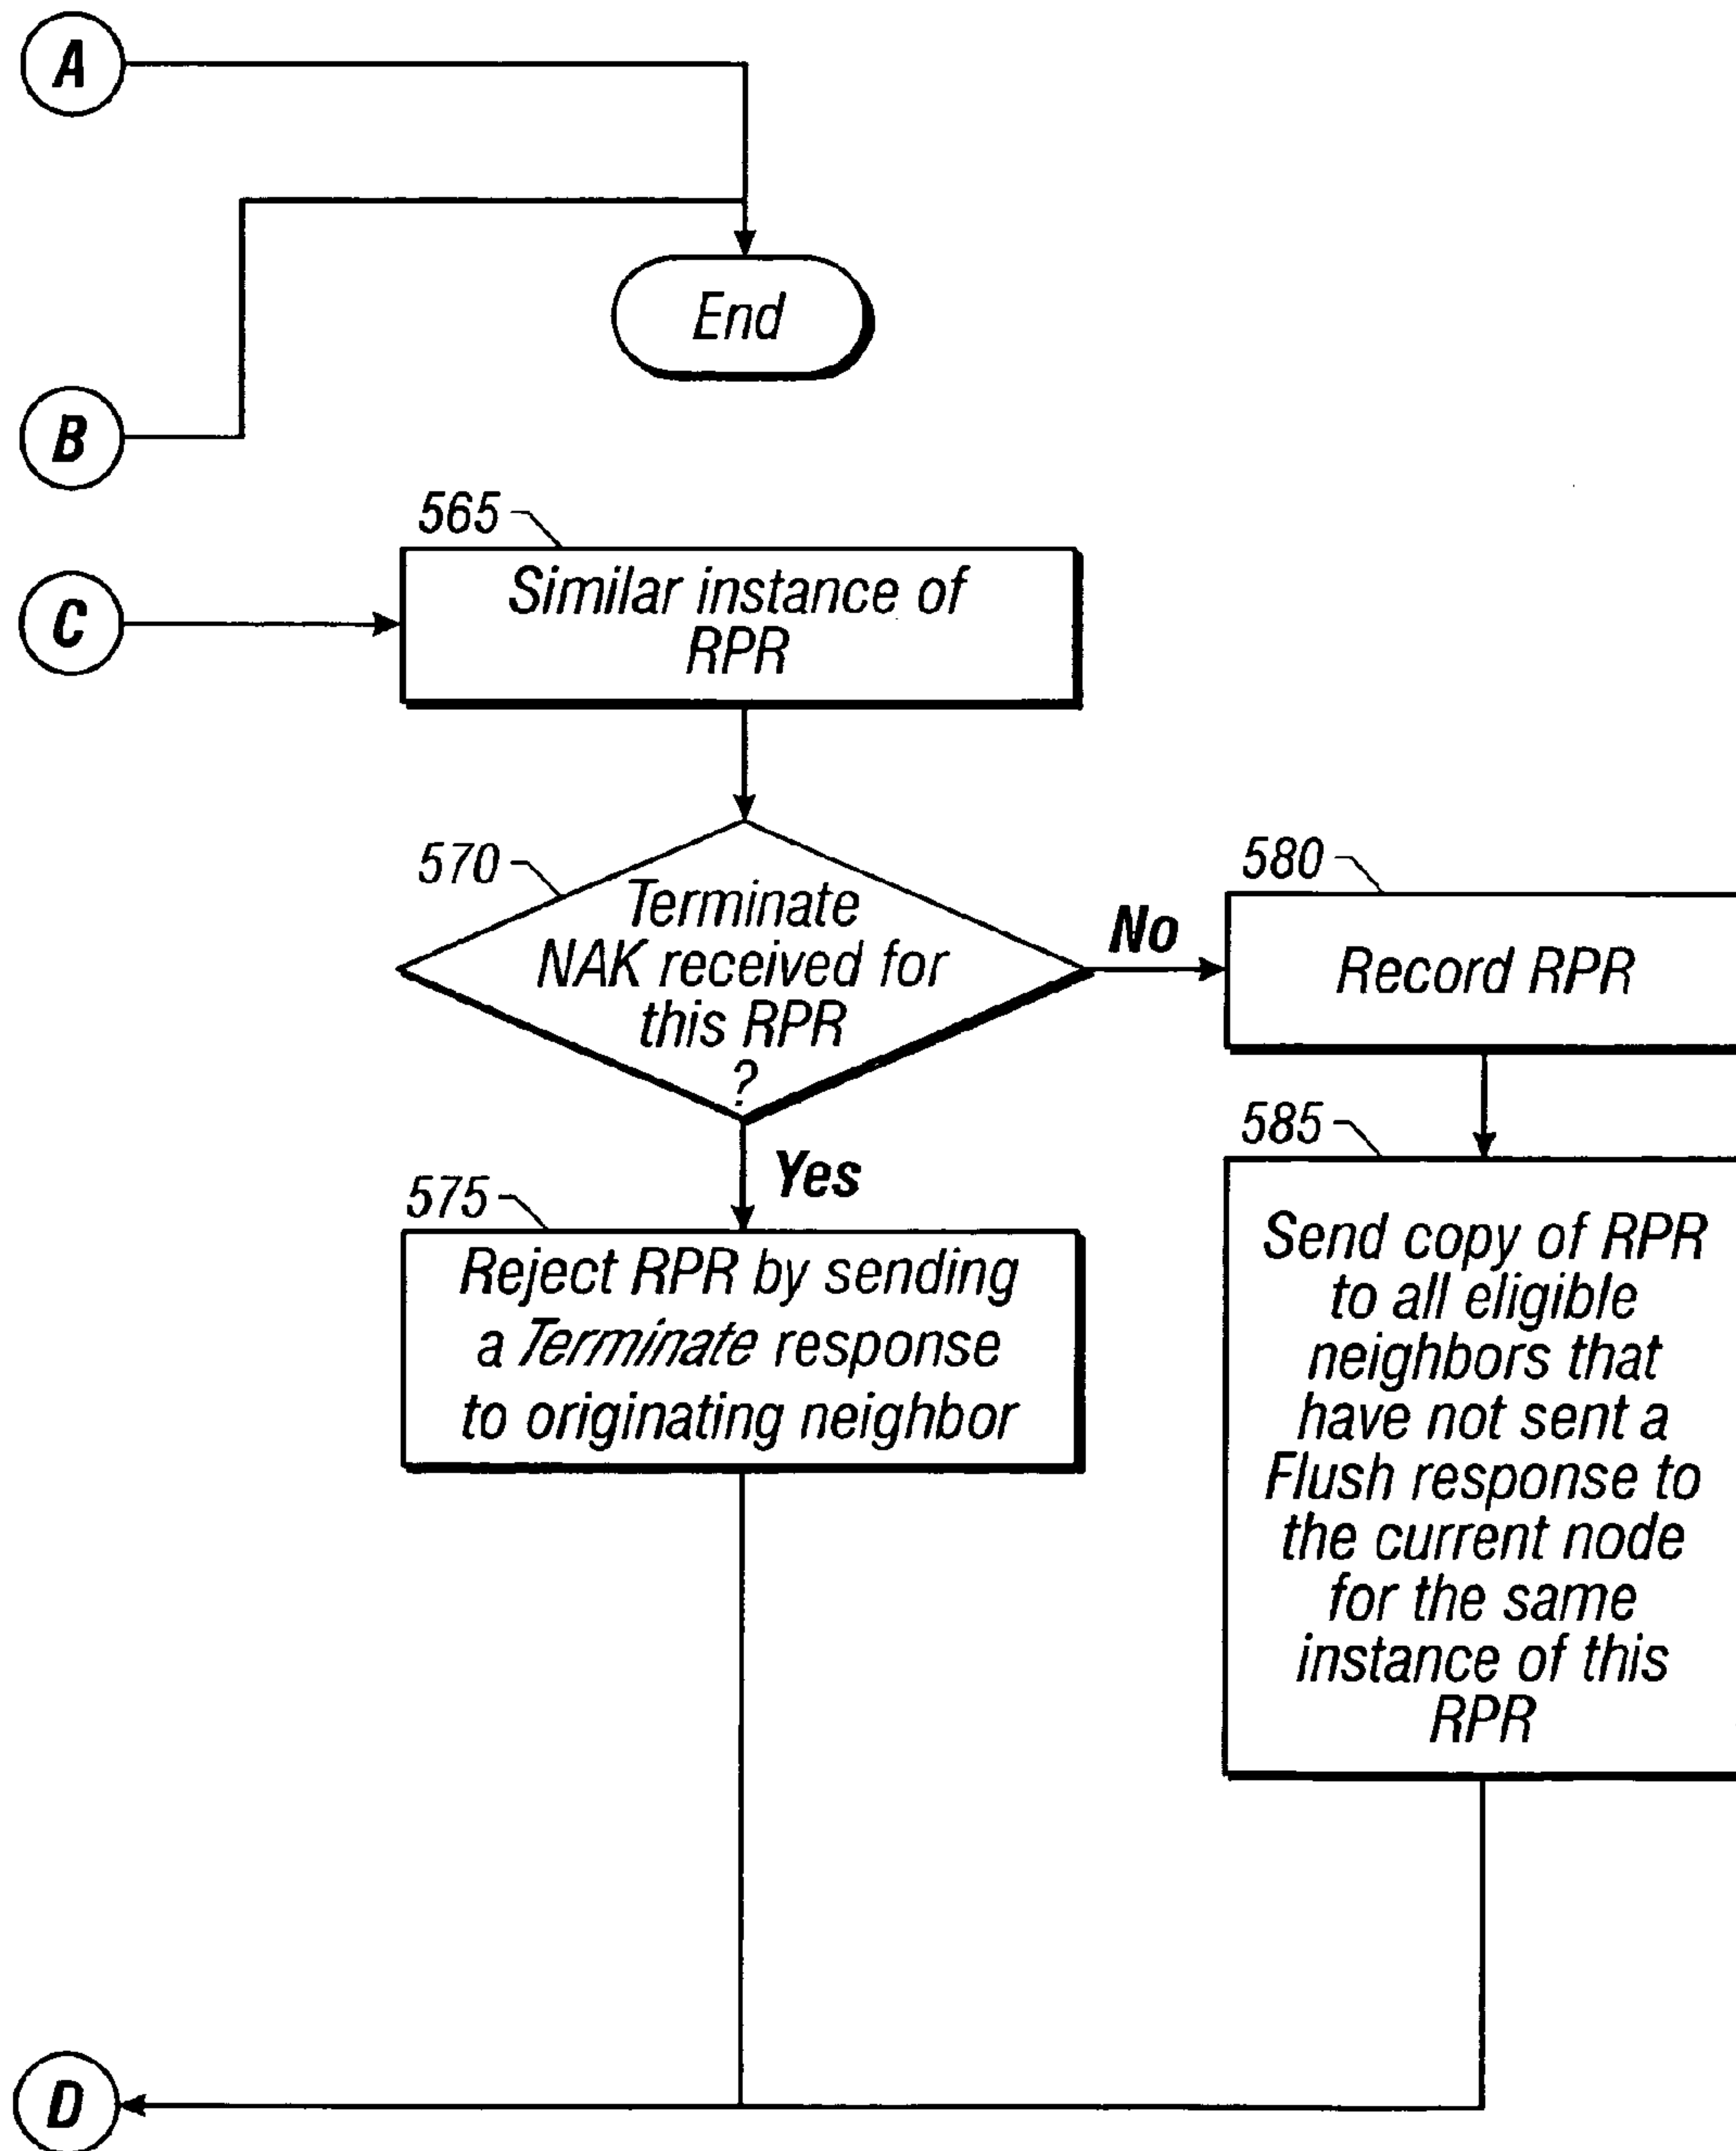 A
End
B
565
C
Similar instance of
RPR
570
Terminate
NAK received for
this RPR
?
No
580
Record RPR
Yes
575
Reject RPR by sending
a Terminate response
to originating neighbor
585
Send copy of RPR
to all eligible
neighbors that
have not sent a
Flush response to
the current node
for the same
instance of this
RPR
D